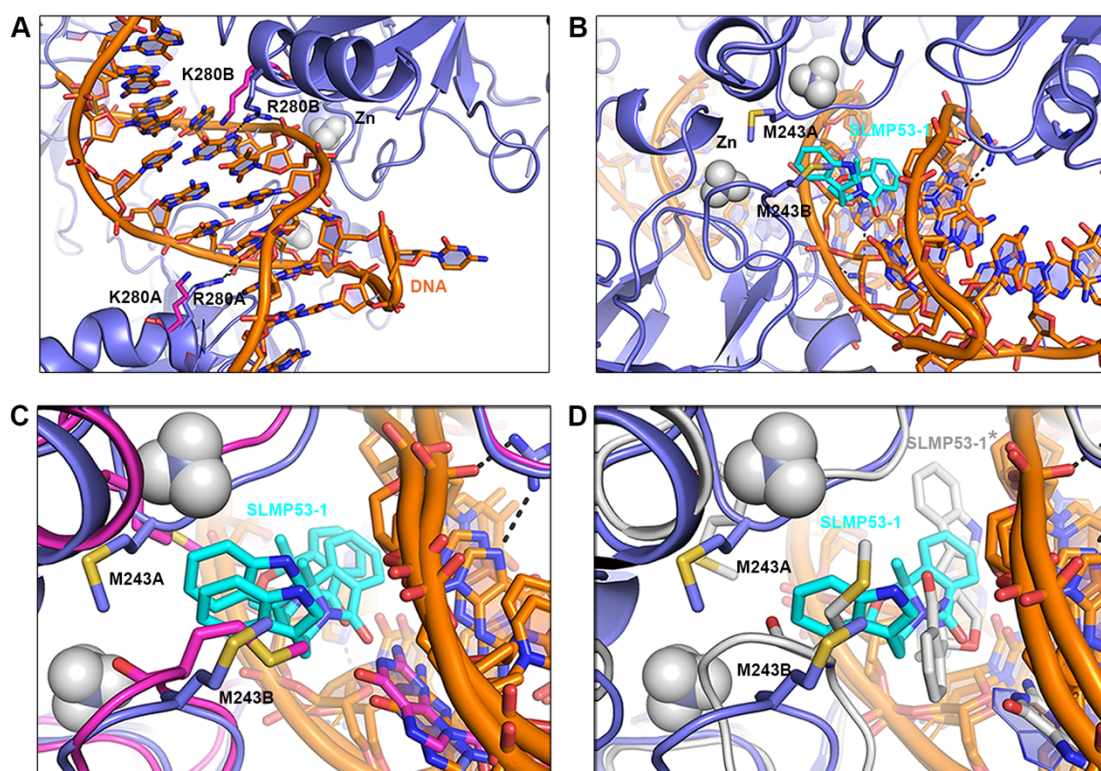 A
K280B
R280B
Zn
K280A
R280A
DNA
B
Zn
M243A
SLMP53-1
M243B
C
SLMP53-1
M243A
M243B
D
SLMP53-1*
SLMP53-1
M243A
M243B